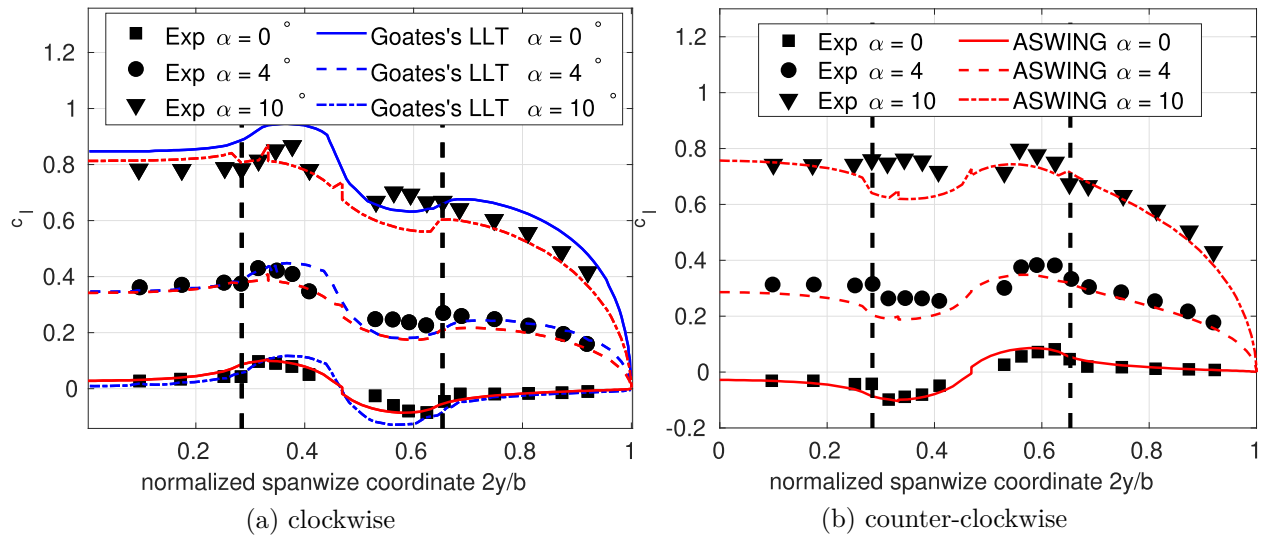 Exp α = 0 ° Goates's LLT α = 0 °
Exp α = 4 ° Goates's LLT α = 4 °
Exp α = 10 ° Goates's LLT α = 10 °
1.2
1
0.8
0.6
0.4
0.2
0
c_l
0.2 0.4 0.6 0.8 1
normalized spanwize coordinate 2y/b
(a) clockwise
Exp α = 0 ASWING α = 0
Exp α = 4 ASWING α = 4
Exp α = 10 ASWING α = 10
1.2
1
0.8
0.6
0.4
0.2
0
-0.2
c_l
0 0.2 0.4 0.6 0.8 1
normalized spanwize coordinate 2y/b
(b) counter-clockwise